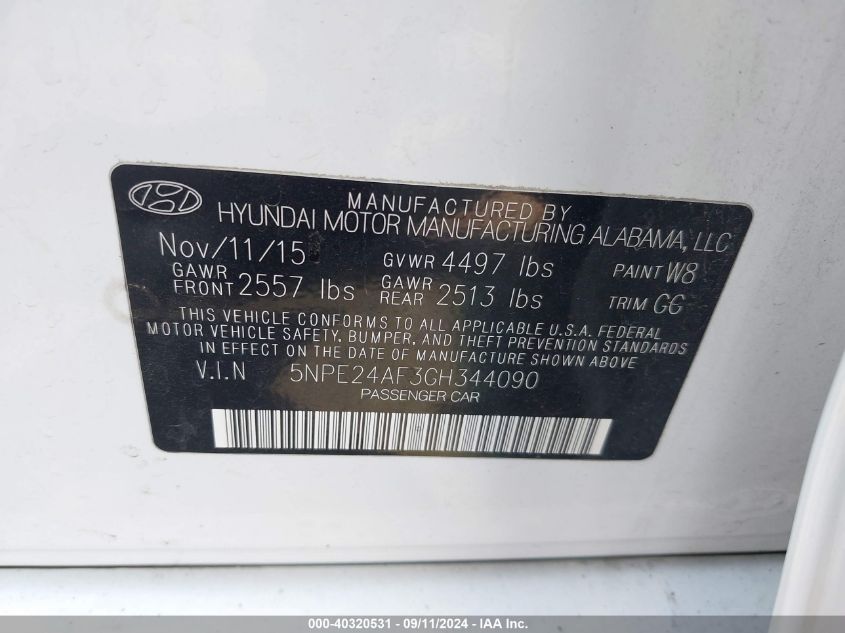 MANUFACTURED BY
HYUNDAI MOTOR MANUFACTURING ALABAMA, LLC
Nov/11/15 GVWR 4497 lbs PAINT W8
GAWR FRONT 2557 lbs GAWR REAR 2513 lbs TRIM GG
THIS VEHICLE CONFORMS TO ALL APPLICABLE U.S.A. FEDERAL
MOTOR VEHICLE SAFETY, BUMPER, AND THEFT PREVENTION STANDARDS
IN EFFECT ON THE DATE OF MANUFACTURE SHOWN ABOVE
V.I.N 5NPE24AF3GH344090
PASSENGER CAR
000-40320531 - 09/11/2024 - IAA Inc.